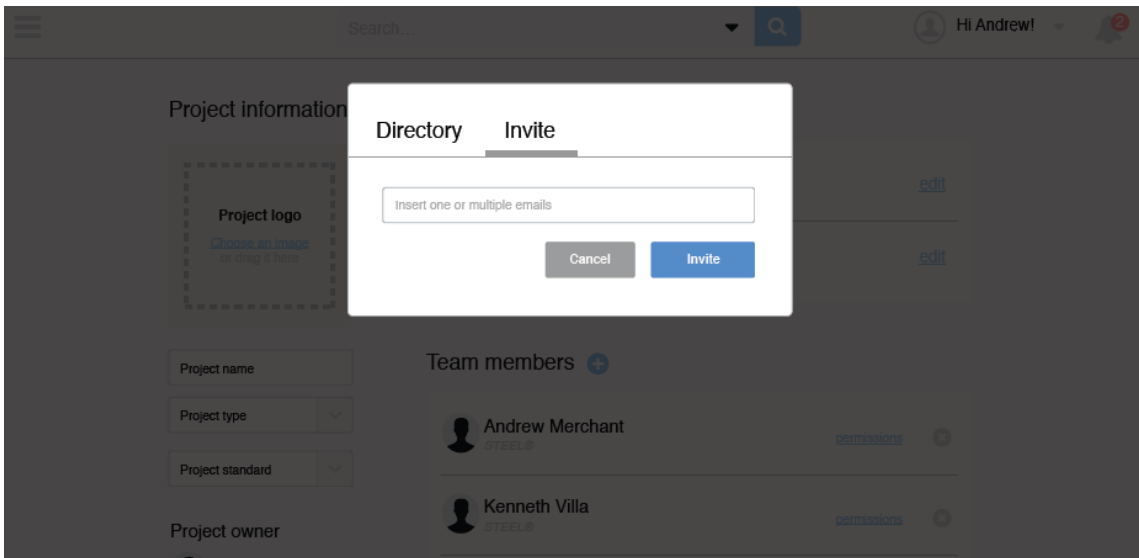 Search...
Hi Andrew!
2
Project information
Directory Invite
Insert one or multiple emails
Cancel Invite
edit
edit
Project logo
Choose an image
or drag it here
Project name
Project type
Project standard
Project owner
Team members
Andrew Merchant
STEEL®
permissions
Kenneth Villa
STEEL®
permissions